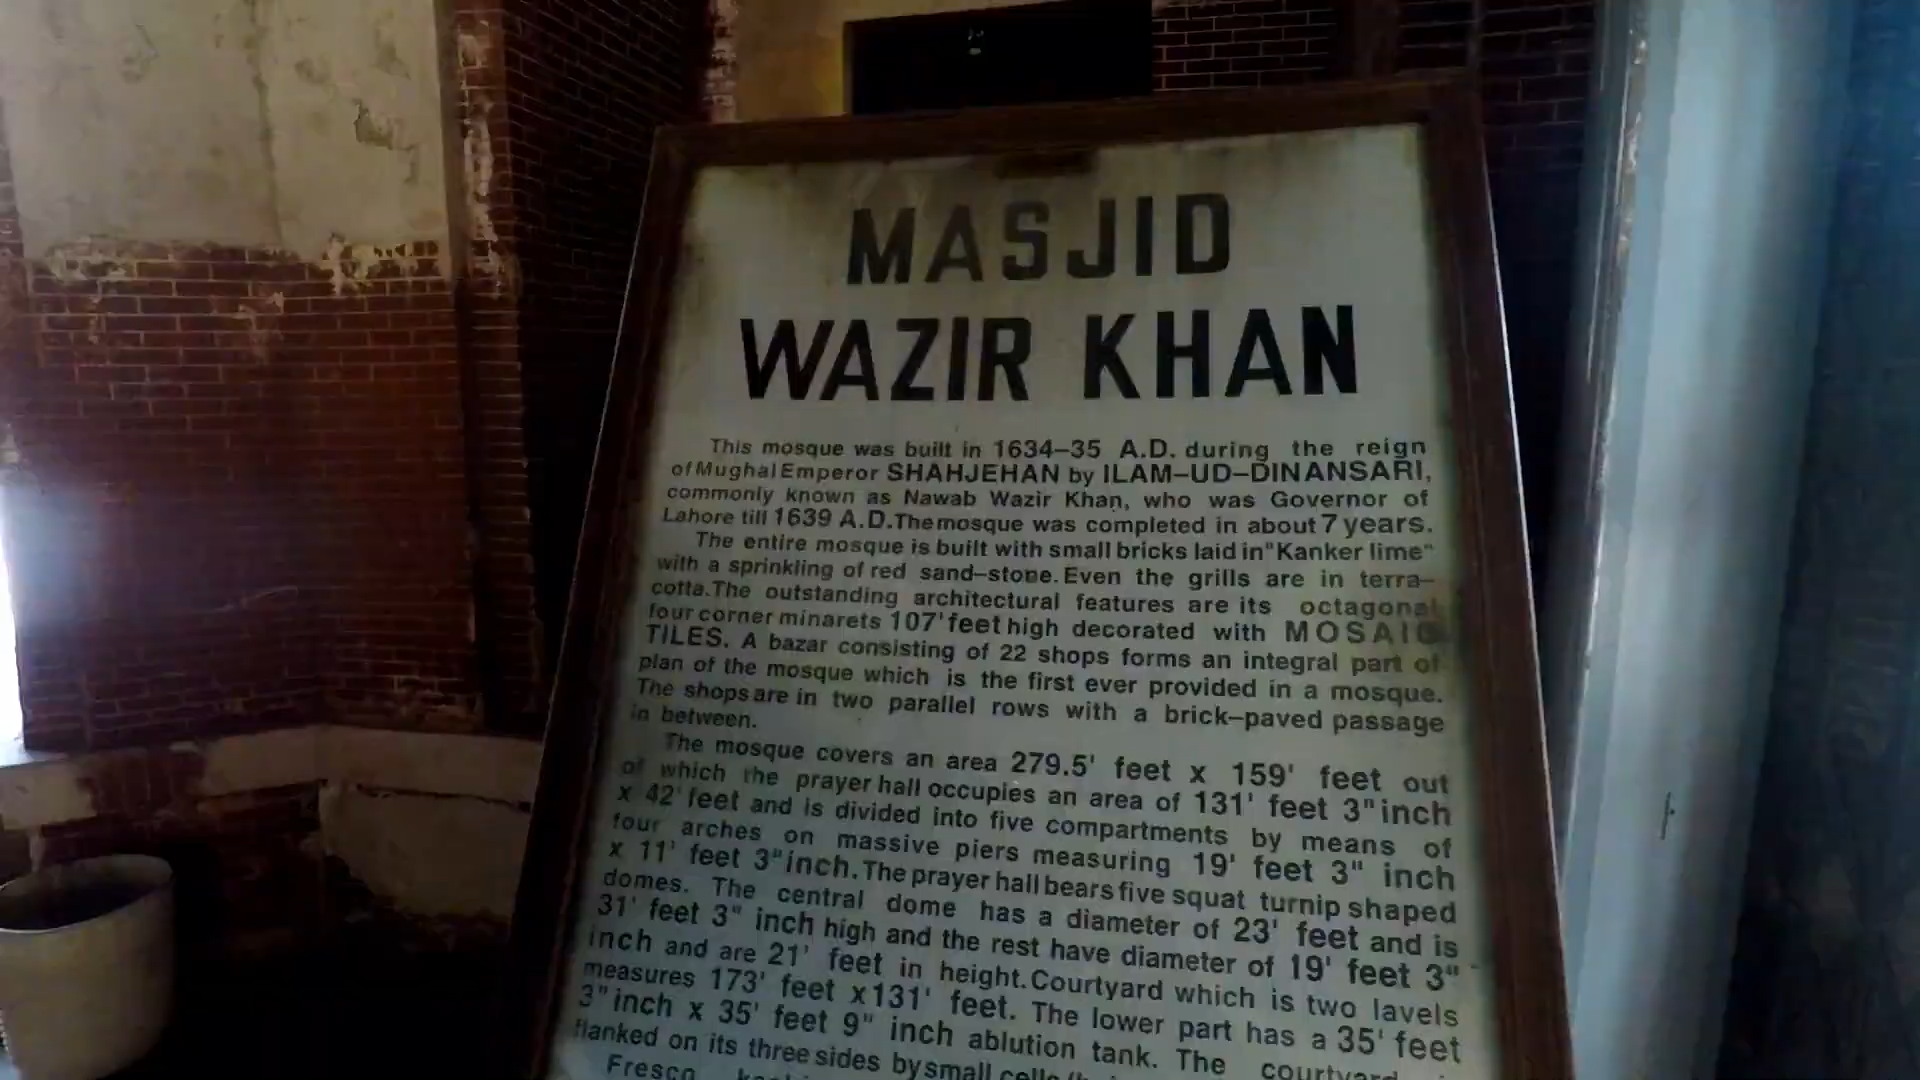 MASJID
WAZIR KHAN
This mosque was built in 1634–35 A.D. during the reign
of Mughal Emperor SHAHJEHAN by ILAM–UD–DINANSARI,
commonly known as Nawab Wazir Khan, who was Governor of
Lahore till 1639 A.D. The mosque was completed in about 7 years.
The entire mosque is built with small bricks laid in "Kanker lime"
with a sprinkling of red sand–stone. Even the grills are in terra–
cotta. The outstanding architectural features are its octagonal
four corner minarets 107' feet high decorated with MOSAIC
TILES. A bazar consisting of 22 shops forms an integral part of
plan of the mosque which is the first ever provided in a mosque.
The shops are in two parallel rows with a brick–paved passage
in between.
The mosque covers an area 279.5' feet x 159' feet out
of which the prayer hall occupies an area of 131' feet 3" inch
x 42' feet and is divided into five compartments by means of
four arches on massive piers measuring 19' feet 3" inch
x 11' feet 3" inch. The prayer hall bears five squat turnip shaped
domes. The central dome has a diameter of 23' feet and is
31' feet 3" inch high and the rest have diameter of 19' feet 3"
inch and are 21' feet in height. Courtyard which is two lavels
measures 173' feet x 131' feet. The lower part has a 35' feet
3" inch x 35' feet 9" inch ablution tank. The courtyard
flanked on its three sides by small cells
Fresco